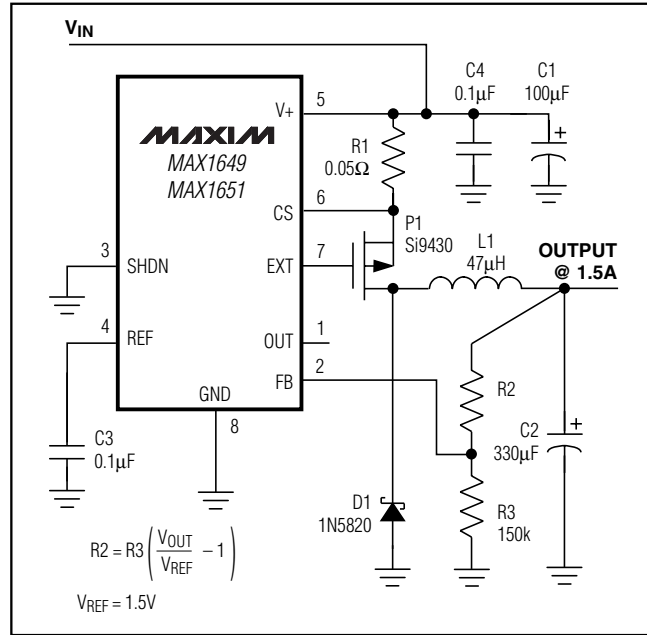 VIN
C4
0.1µF
C1
100µF
+
5
V+
MAXIM
MAX1649
MAX1651
R1
0.05Ω
6
CS
P1
Si9430
L1
47µH
OUTPUT
@ 1.5A
3
SHDN
7
EXT
4
REF
OUT
1
2
FB
GND
8
R2
+
C2
330µF
C3
0.1µF
D1
1N5820
R3
150k
R2 = R3 ( VOUT / VREF – 1 )
VREF = 1.5V